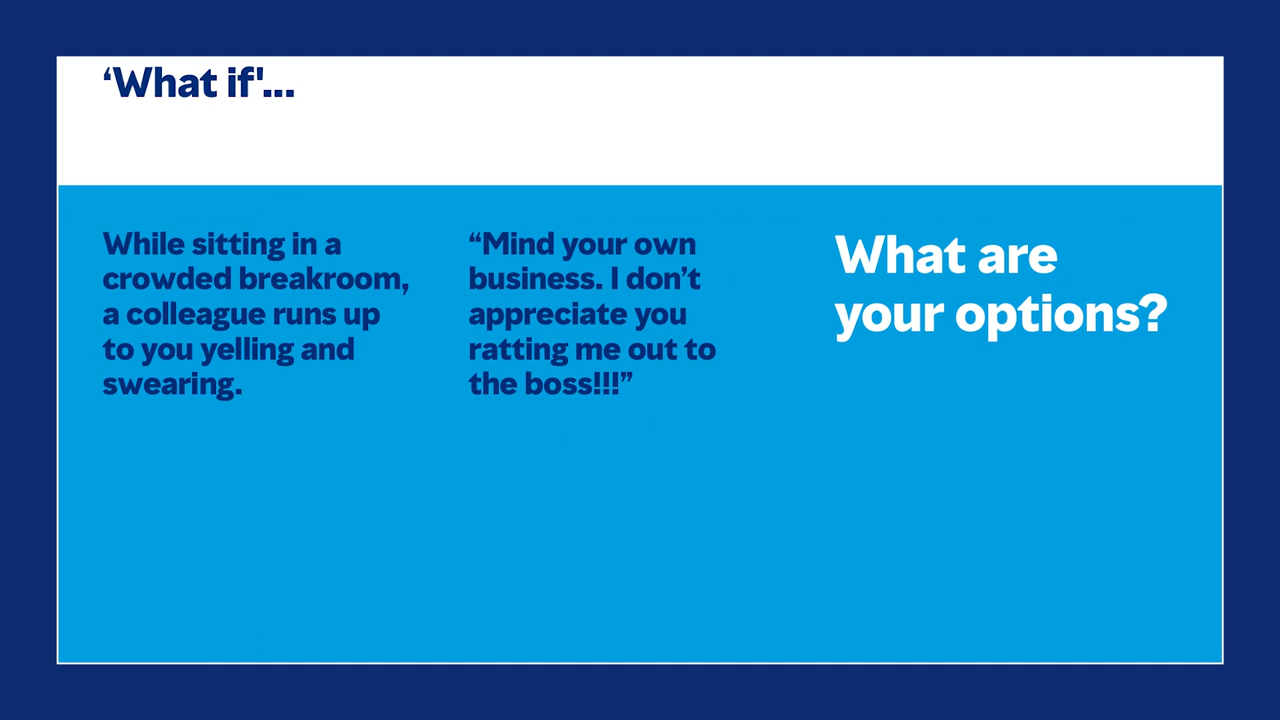 ‘What if'...
While sitting in a
crowded breakroom,
a colleague runs up
to you yelling and
swearing.
“Mind your own
business. I don’t
appreciate you
ratting me out to
the boss!!!”
What are
your options?